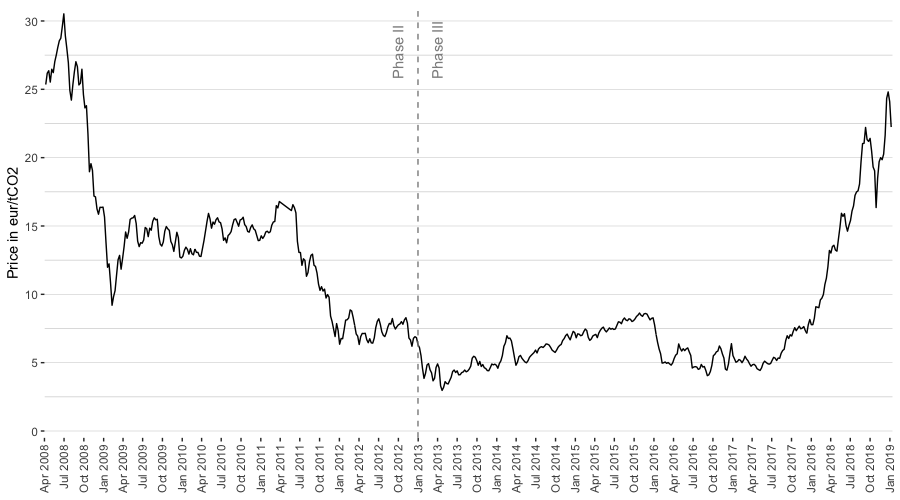 Phase II
Phase III
Price in eur/tCO2
30
25
20
15
10
5
0
Apr 2008
Jul 2008
Oct 2008
Jan 2009
Apr 2009
Jul 2009
Oct 2009
Jan 2010
Apr 2010
Jul 2010
Oct 2010
Jan 2011
Apr 2011
Jul 2011
Oct 2011
Jan 2012
Apr 2012
Jul 2012
Oct 2012
Jan 2013
Apr 2013
Jul 2013
Oct 2013
Jan 2014
Apr 2014
Jul 2014
Oct 2014
Jan 2015
Apr 2015
Jul 2015
Oct 2015
Jan 2016
Apr 2016
Jul 2016
Oct 2016
Jan 2017
Apr 2017
Jul 2017
Oct 2017
Jan 2018
Apr 2018
Jul 2018
Oct 2018
Jan 2019